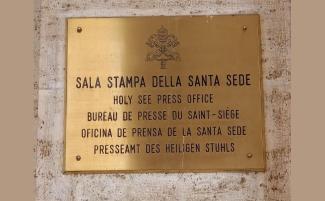 SALA STAMPA DELLA SANTA SEDE
HOLY SEE PRESS OFFICE
BUREAU DE PRESSE DU SAINT-SIÈGE
OFICINA DE PRENSA DE LA SANTA SEDE
PRESSEAMT DES HEILIGEN STUHLS